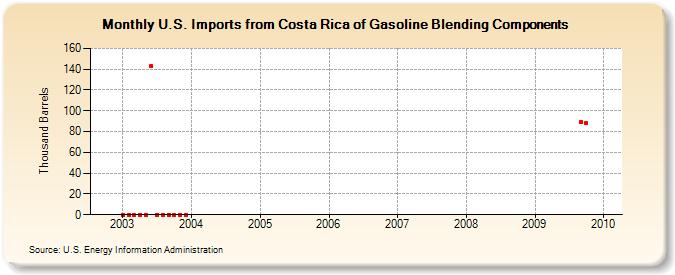 Monthly U.S. Imports from Costa Rica of Gasoline Blending Components
Thousand Barrels
160
140
120
100
80
60
40
20
0
2003 2004 2005 2006 2007 2008 2009 2010
Source: U.S. Energy Information Administration